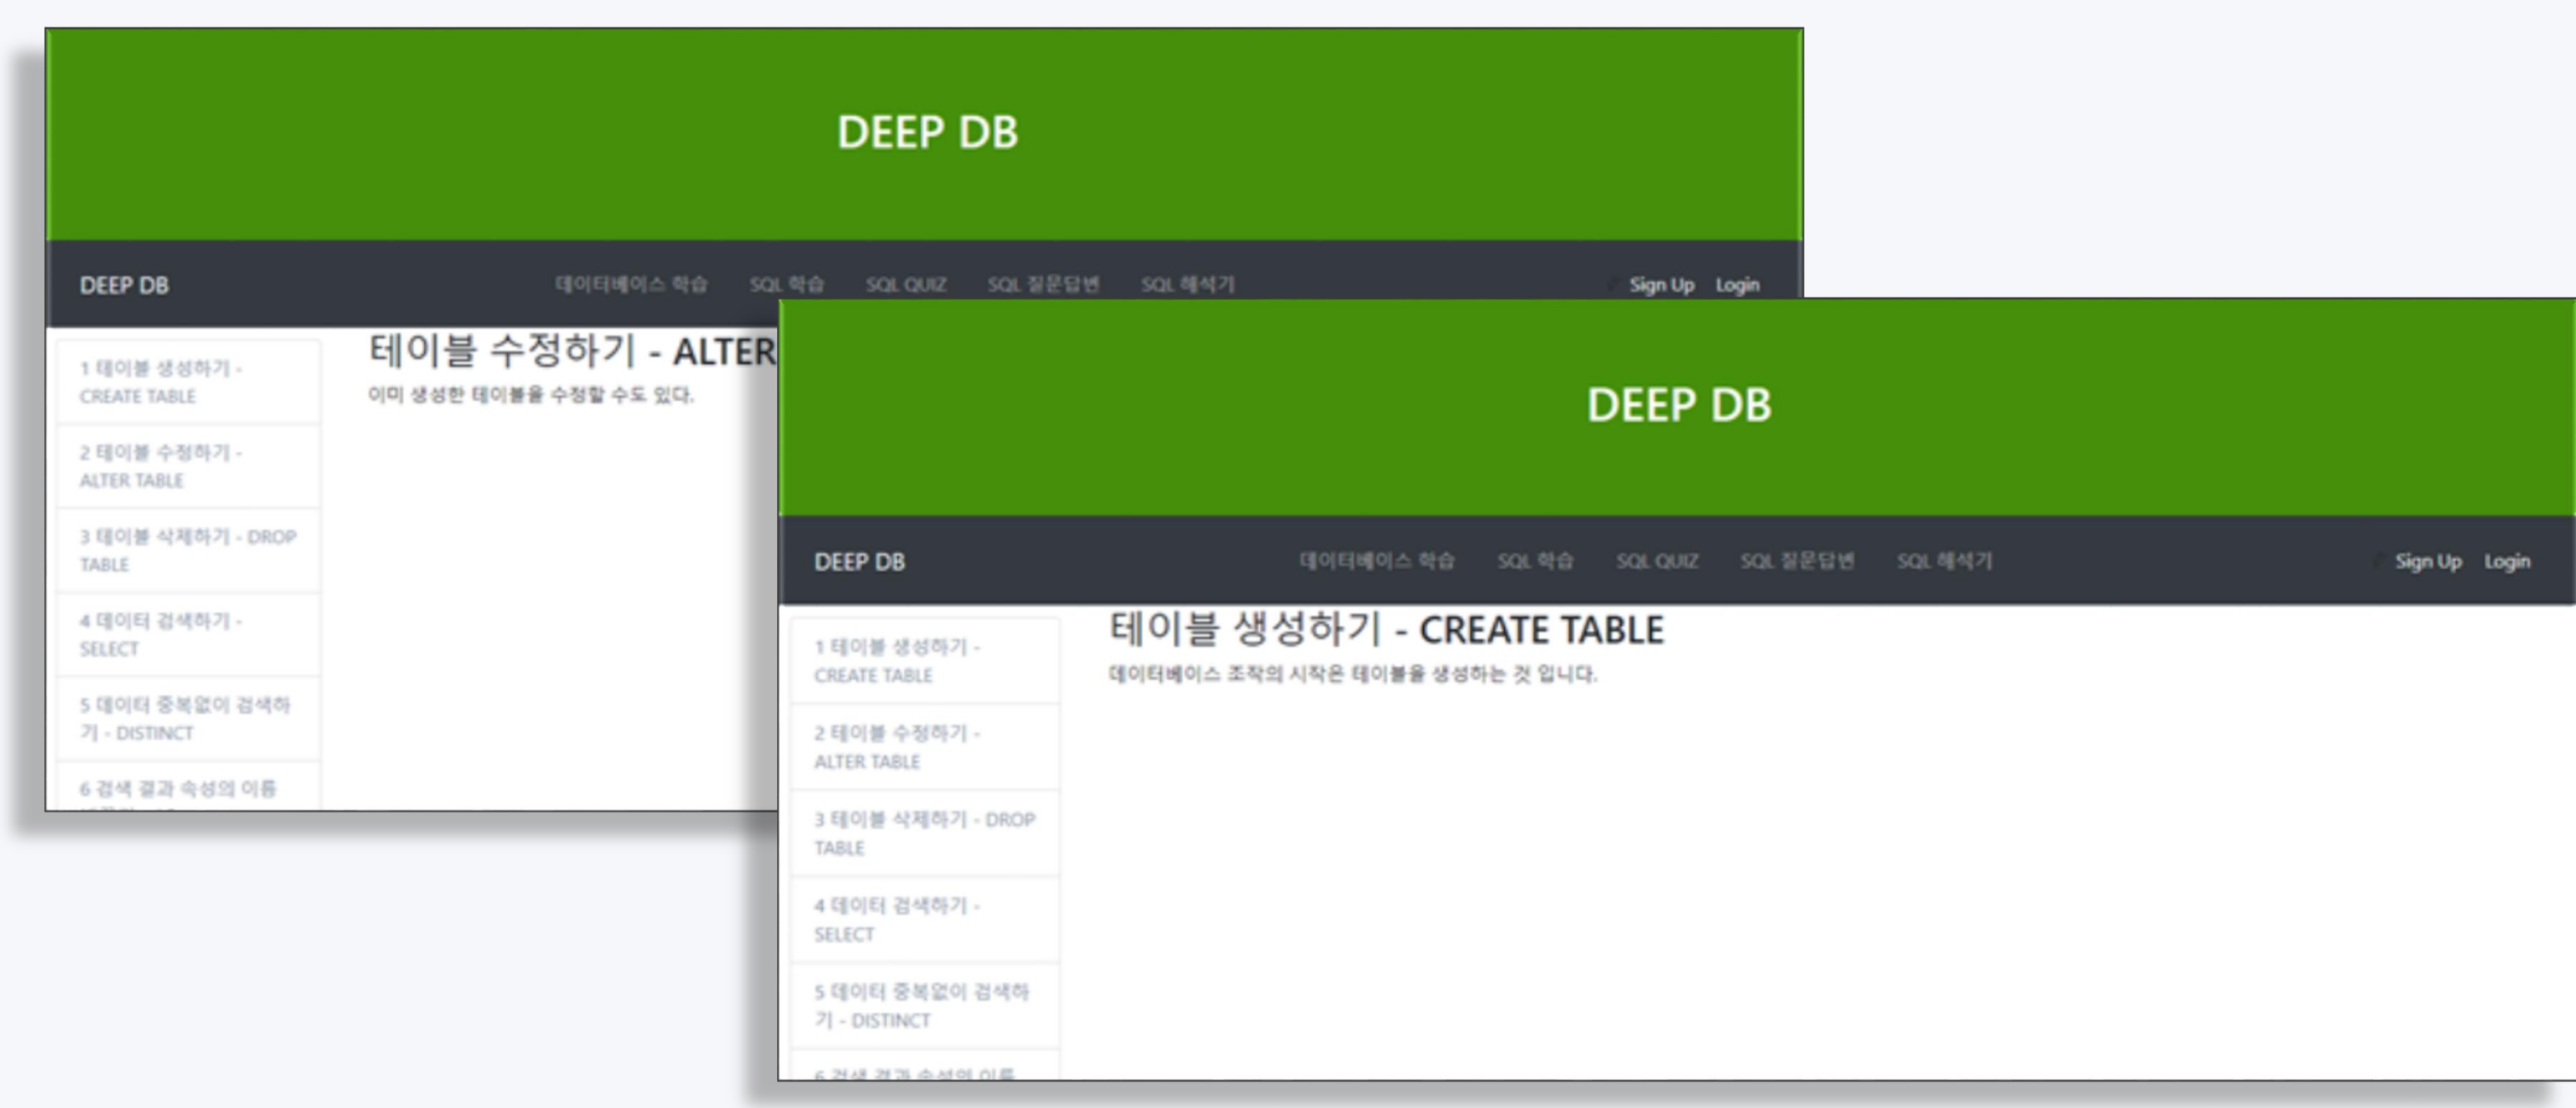 DEEP DB
DEEP DB 데이터베이스 학습 SQL 학습 SQL QUIZ SQL 질문답변 SQL 해석기 Sign Up Login
테이블 수정하기 - ALTER
이미 생성한 테이블을 수정할 수도 있다.
1 테이블 생성하기 -
CREATE TABLE
2 테이블 수정하기 -
ALTER TABLE
3 테이블 삭제하기 - DROP
TABLE
4 데이터 검색하기 -
SELECT
5 데이터 중복없이 검색하
기 - DISTINCT
6 검색 결과 속성의 이름
DEEP DB
DEEP DB 데이터베이스 학습 SQL 학습 SQL QUIZ SQL 질문답변 SQL 해석기 Sign Up Login
테이블 생성하기 - CREATE TABLE
데이터베이스 조작의 시작은 테이블을 생성하는 것 입니다.
1 테이블 생성하기 -
CREATE TABLE
2 테이블 수정하기 -
ALTER TABLE
3 테이블 삭제하기 - DROP
TABLE
4 데이터 검색하기 -
SELECT
5 데이터 중복없이 검색하
기 - DISTINCT
6 검색 결과 속성의 이름